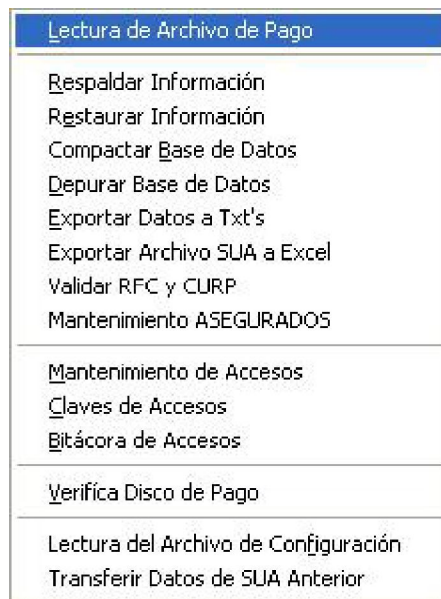 Lectura de Archivo de Pago
Respaldar Información
Restaurar Información
Compactar Base de Datos
Depurar Base de Datos
Exportar Datos a Txt's
Exportar Archivo SUA a Excel
Validar RFC y CURP
Mantenimiento ASEGURADOS
Mantenimiento de Accesos
Claves de Accesos
Bitácora de Accesos
Verifíca Disco de Pago
Lectura del Archivo de Configuración
Transferir Datos de SUA Anterior